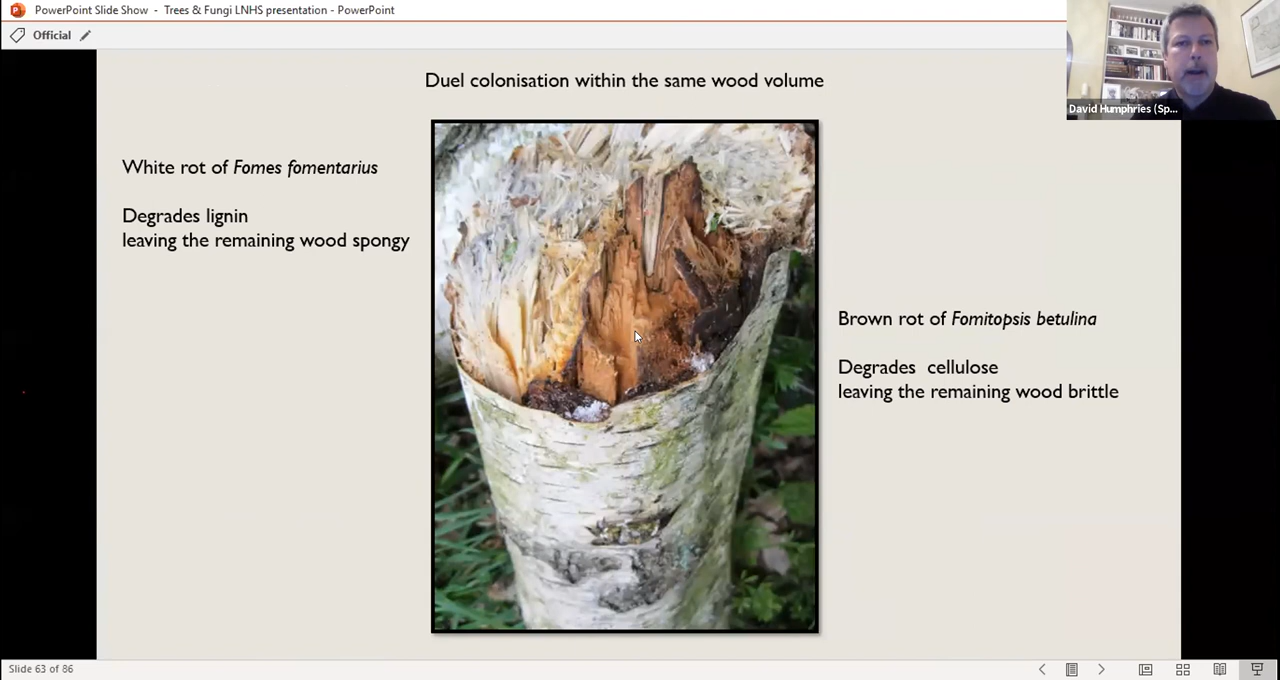 PowerPoint Slide Show - Trees & Fungi LNHS presentation - PowerPoint
Official
David Humphries (Sp...
Duel colonisation within the same wood volume
White rot of Fomes fomentarius
Degrades lignin
leaving the remaining wood spongy
Brown rot of Fomitopsis betulina
Degrades cellulose
leaving the remaining wood brittle
Slide 63 of 86